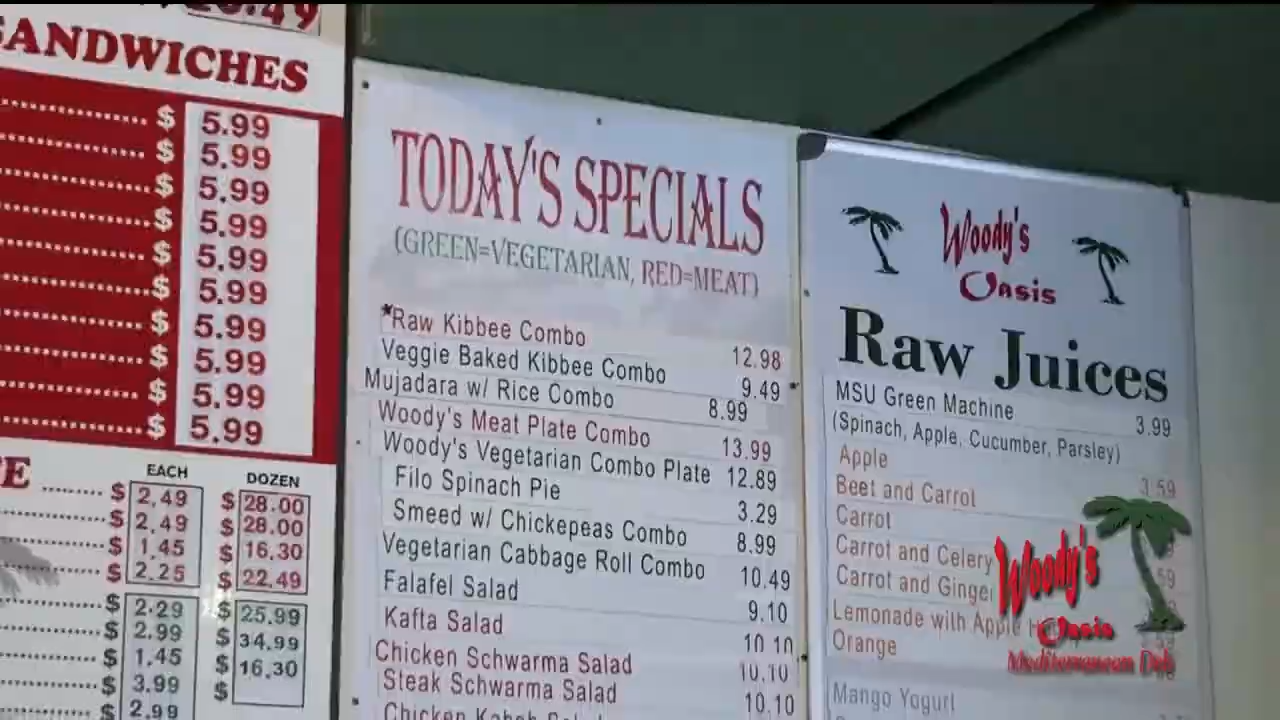 SANDWICHES
$ 5.99
$ 5.99
$ 5.99
$ 5.99
$ 5.99
$ 5.99
$ 5.99
$ 5.99
$ 5.99
$ 5.99
EACH DOZEN
$ 2.49 $ 28.00
$ 2.49 $ 28.00
$ 1.45 $ 16.30
$ 2.25 $ 22.49
$ 2.29 $ 25.99
$ 2.99 $ 34.99
$ 1.45 $ 16.30
$ 3.99 $
$ 2.99
TODAY'S SPECIALS
(GREEN=VEGETARIAN, RED=MEAT)
*Raw Kibbee Combo 12.98
Veggie Baked Kibbee Combo 9.49
Mujadara w/ Rice Combo 8.99
Woody's Meat Plate Combo 13.99
Woody's Vegetarian Combo Plate 12.89
Filo Spinach Pie 3.29
Smeed w/ Chickepeas Combo 8.99
Vegetarian Cabbage Roll Combo 10.49
Falafel Salad 9.10
Kafta Salad 10.10
Chicken Schwarma Salad 10.10
Steak Schwarma Salad 10.10
Chicken Kabob Salad
Woody's
Oasis
Raw Juices
MSU Green Machine 3.99
(Spinach, Apple, Cucumber, Parsley)
Apple 3.59
Beet and Carrot
Carrot
Carrot and Celery
Carrot and Ginger
Lemonade with Apple
Orange
Mango Yogurt
Woody's
Oasis
Mediterranean Deli